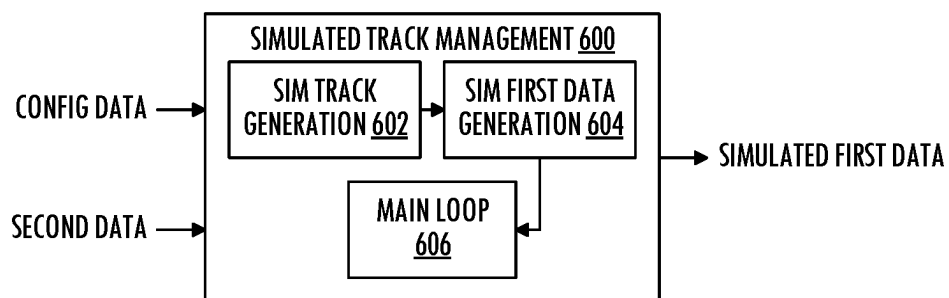 SIMULATED TRACK MANAGEMENT 600
SIM TRACK
GENERATION 602
SIM FIRST DATA
GENERATION 604
CONFIG DATA
SIMULATED FIRST DATA
MAIN LOOP
606
SECOND DATA